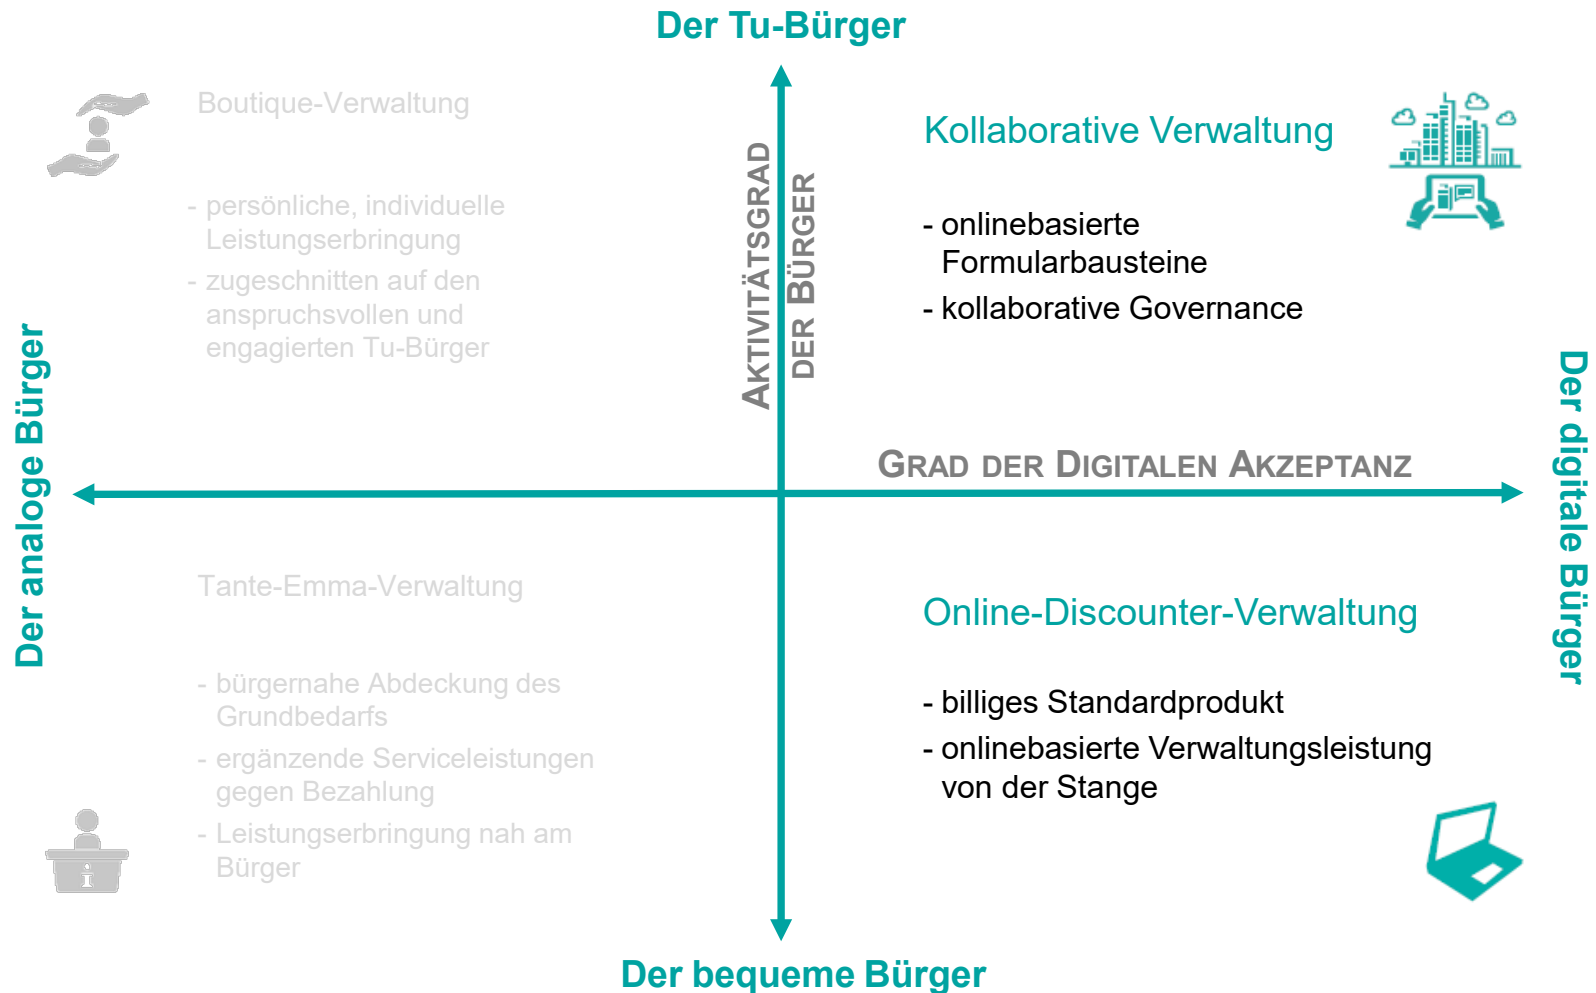 Der Tu-Bürger
Boutique-Verwaltung
- persönliche, individuelle
Leistungserbringung
- zugeschnitten auf den
anspruchsvollen und
engagierten Tu-Bürger
AKTIVITÄTSGRAD
DER BÜRGER
Kollaborative Verwaltung
- onlinebasierte
Formularbausteine
- kollaborative Governance
Der analoge Bürger
GRAD DER DIGITALEN AKZEPTANZ
Der digitale Bürger
Tante-Emma-Verwaltung
- bürgernahe Abdeckung des
Grundbedarfs
- ergänzende Serviceleistungen
gegen Bezahlung
- Leistungserbringung nah am
Bürger
i
Online-Discounter-Verwaltung
- billiges Standardprodukt
- onlinebasierte Verwaltungsleistung
von der Stange
Der bequeme Bürger